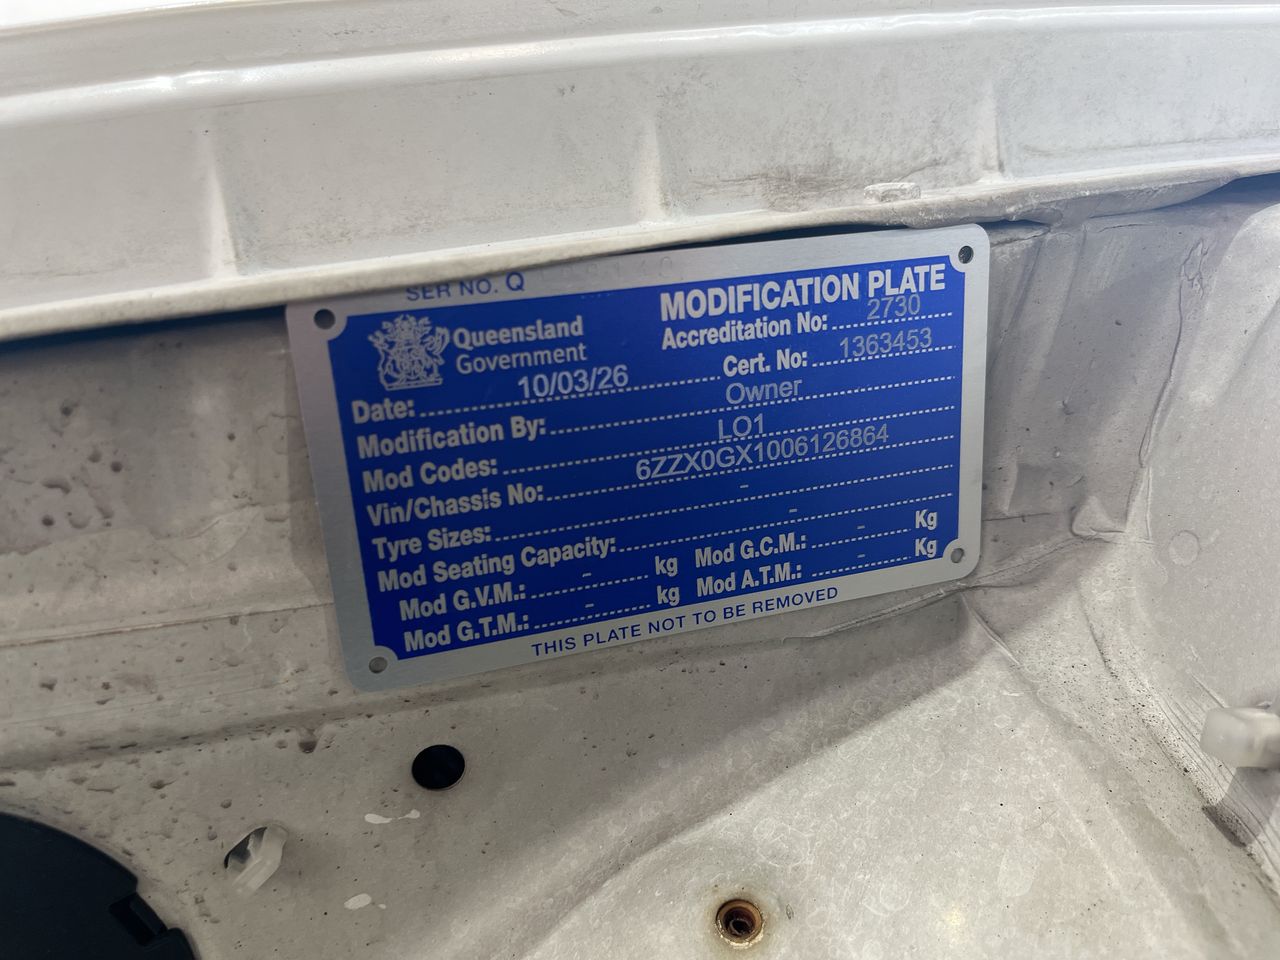 SER NO. Q
MODIFICATION PLATE
Queensland
Government
Accreditation No: 2730
Cert. No: 1363453
Date: 10/03/26
Modification By: Owner
Mod Codes: LO1
Vin/Chassis No: 6ZZX0GX1006126864
Tyre Sizes: -
Mod Seating Capacity: -
Mod G.V.M.: - kg Mod G.C.M.: - Kg
Mod G.T.M.: - kg Mod A.T.M.: - Kg
THIS PLATE NOT TO BE REMOVED